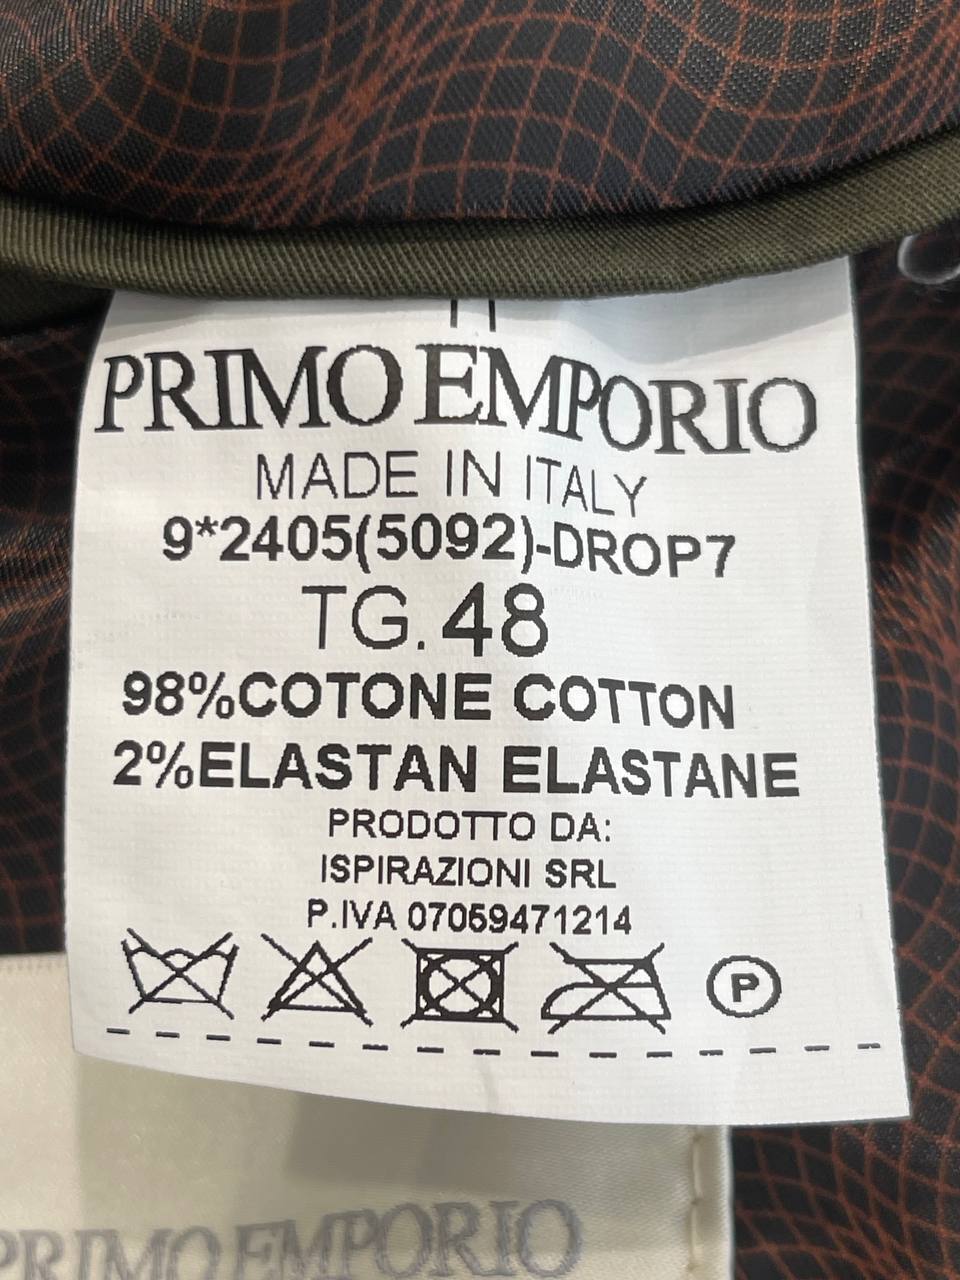 PRIMO EMPORIO
MADE IN ITALY
9*2405(5092)-DROP7
TG. 48
98%COTONE COTTON
2%ELASTAN ELASTANE
PRODOTTO DA:
ISPIRAZIONI SRL
P.IVA 07059471214
P
PRIMO EMPORIO